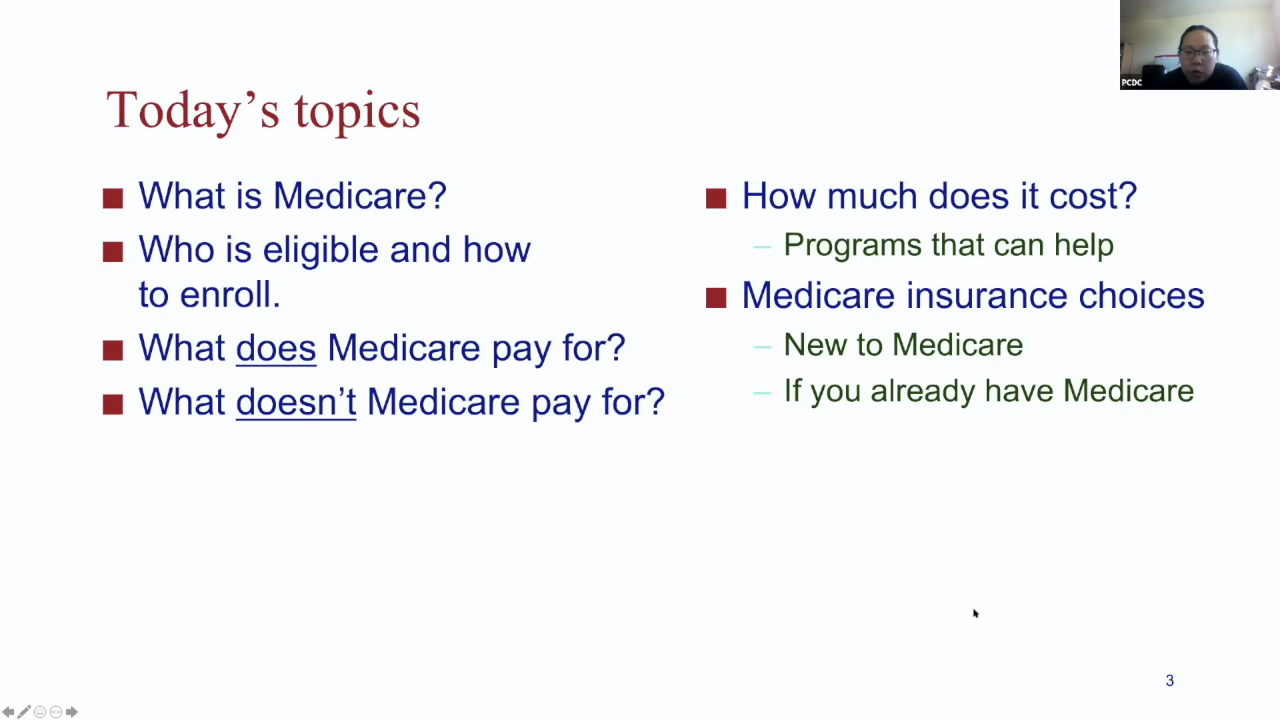 Today’s topics
■ What is Medicare?
■ Who is eligible and how
to enroll.
■ What does Medicare pay for?
■ What doesn’t Medicare pay for?
■ How much does it cost?
– Programs that can help
■ Medicare insurance choices
– New to Medicare
– If you already have Medicare
PCDC
3